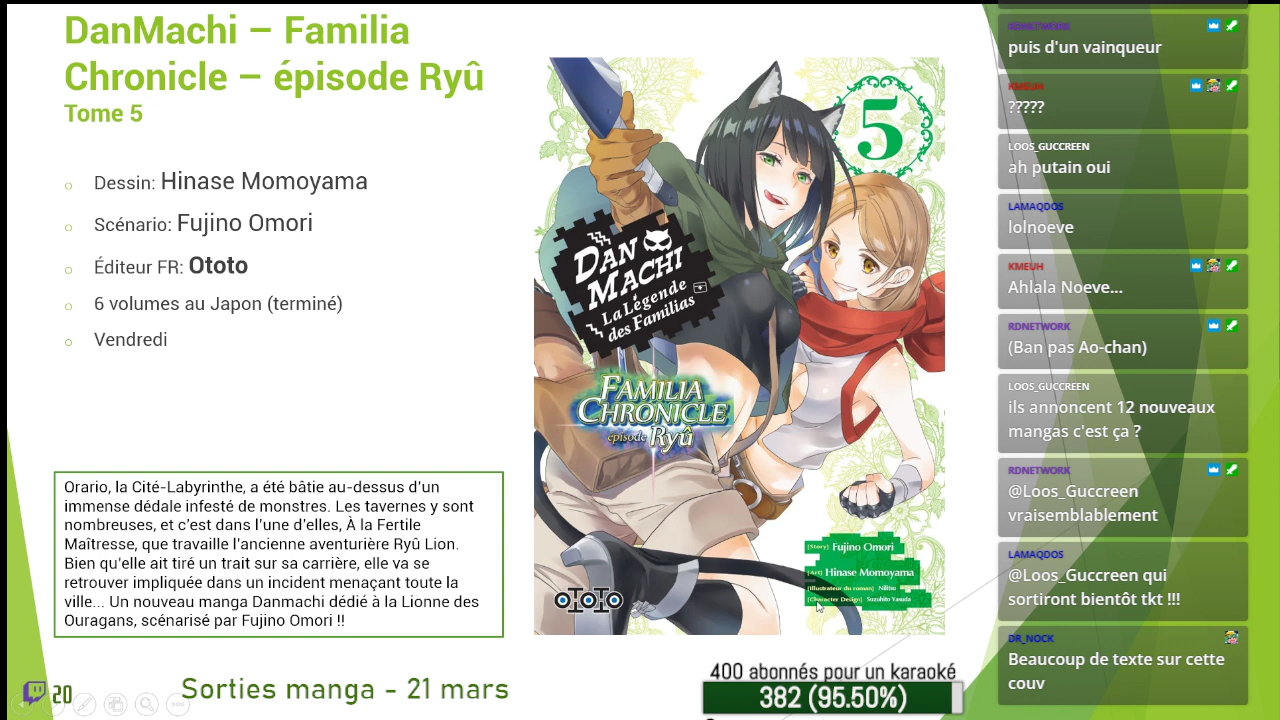 DanMachi – Familia
Chronicle – épisode Ryû
Tome 5
Dessin: Hinase Momoyama
Scénario: Fujino Omori
Éditeur FR: Ototo
6 volumes au Japon (terminé)
Vendredi
Orario, la Cité-Labyrinthe, a été bâtie au-dessus d'un
immense dédale infesté de monstres. Les tavernes y sont
nombreuses, et c'est dans l'une d'elles, À la Fertile
Maîtresse, que travaille l'ancienne aventurière Ryû Lion.
Bien qu'elle ait tiré un trait sur sa carrière, elle va se
retrouver impliquée dans un incident menaçant toute la
ville... Un nouveau manga Danmachi dédié à la Lionne des
Ouragans, scénarisé par Fujino Omori !!
20
Sorties manga - 21 mars
5
DAN
MACHI
La Légende
des Familias
FAMILIA
CHRONICLE
épisode Ryû
[Story] Fujino Omori
[Art] Hinase Momoyama
[Illustrateur du roman] Niritsu
[Character Design] Suzuhito Yasuda
OTOTO
400 abonnés pour un karaoké
382 (95.50%)
RDNETWORK
puis d'un vainqueur
KMEUH
?????
LOOS_GUCCREEN
ah putain oui
LAMAQDOS
lolnoeve
KMEUH
Ahlala Noeve...
RDNETWORK
(Ban pas Ao-chan)
LOOS_GUCCREEN
ils annoncent 12 nouveaux
mangas c'est ça ?
RDNETWORK
@Loos_Guccreen
vraisemblablement
LAMAQDOS
@Loos_Guccreen qui
sortiront bientôt tkt !!!
DR_NOCK
Beaucoup de texte sur cette
couv